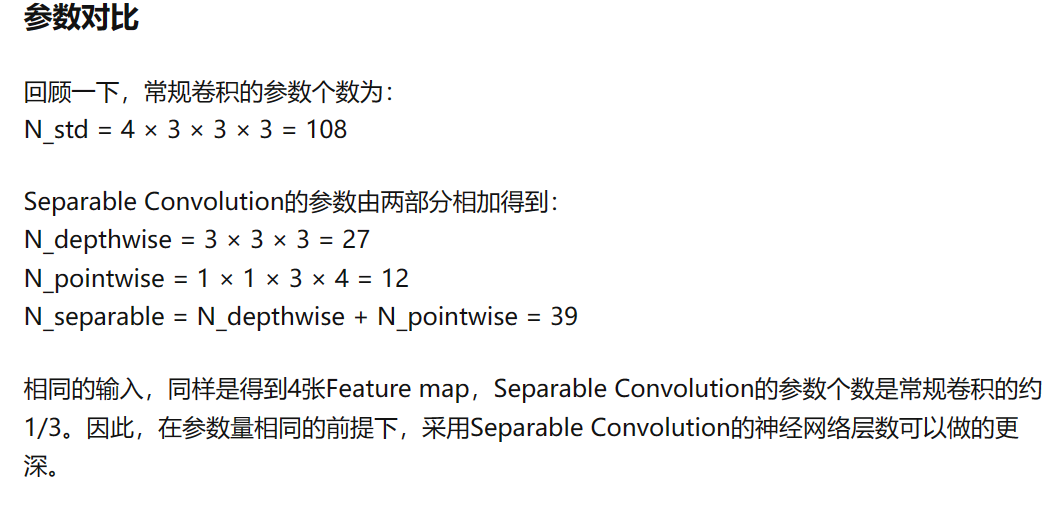 参数对比
回顾一下，常规卷积的参数个数为：
N_std = 4 × 3 × 3 × 3 = 108
Separable Convolution的参数由两部分相加得到：
N_depthwise = 3 × 3 × 3 = 27
N_pointwise = 1 × 1 × 3 × 4 = 12
N_separable = N_depthwise + N_pointwise = 39
相同的输入，同样是得到4张Feature map，Separable Convolution的参数个数是常规卷积的约
1/3。因此，在参数量相同的前提下，采用Separable Convolution的神经网络层数可以做的更
深。